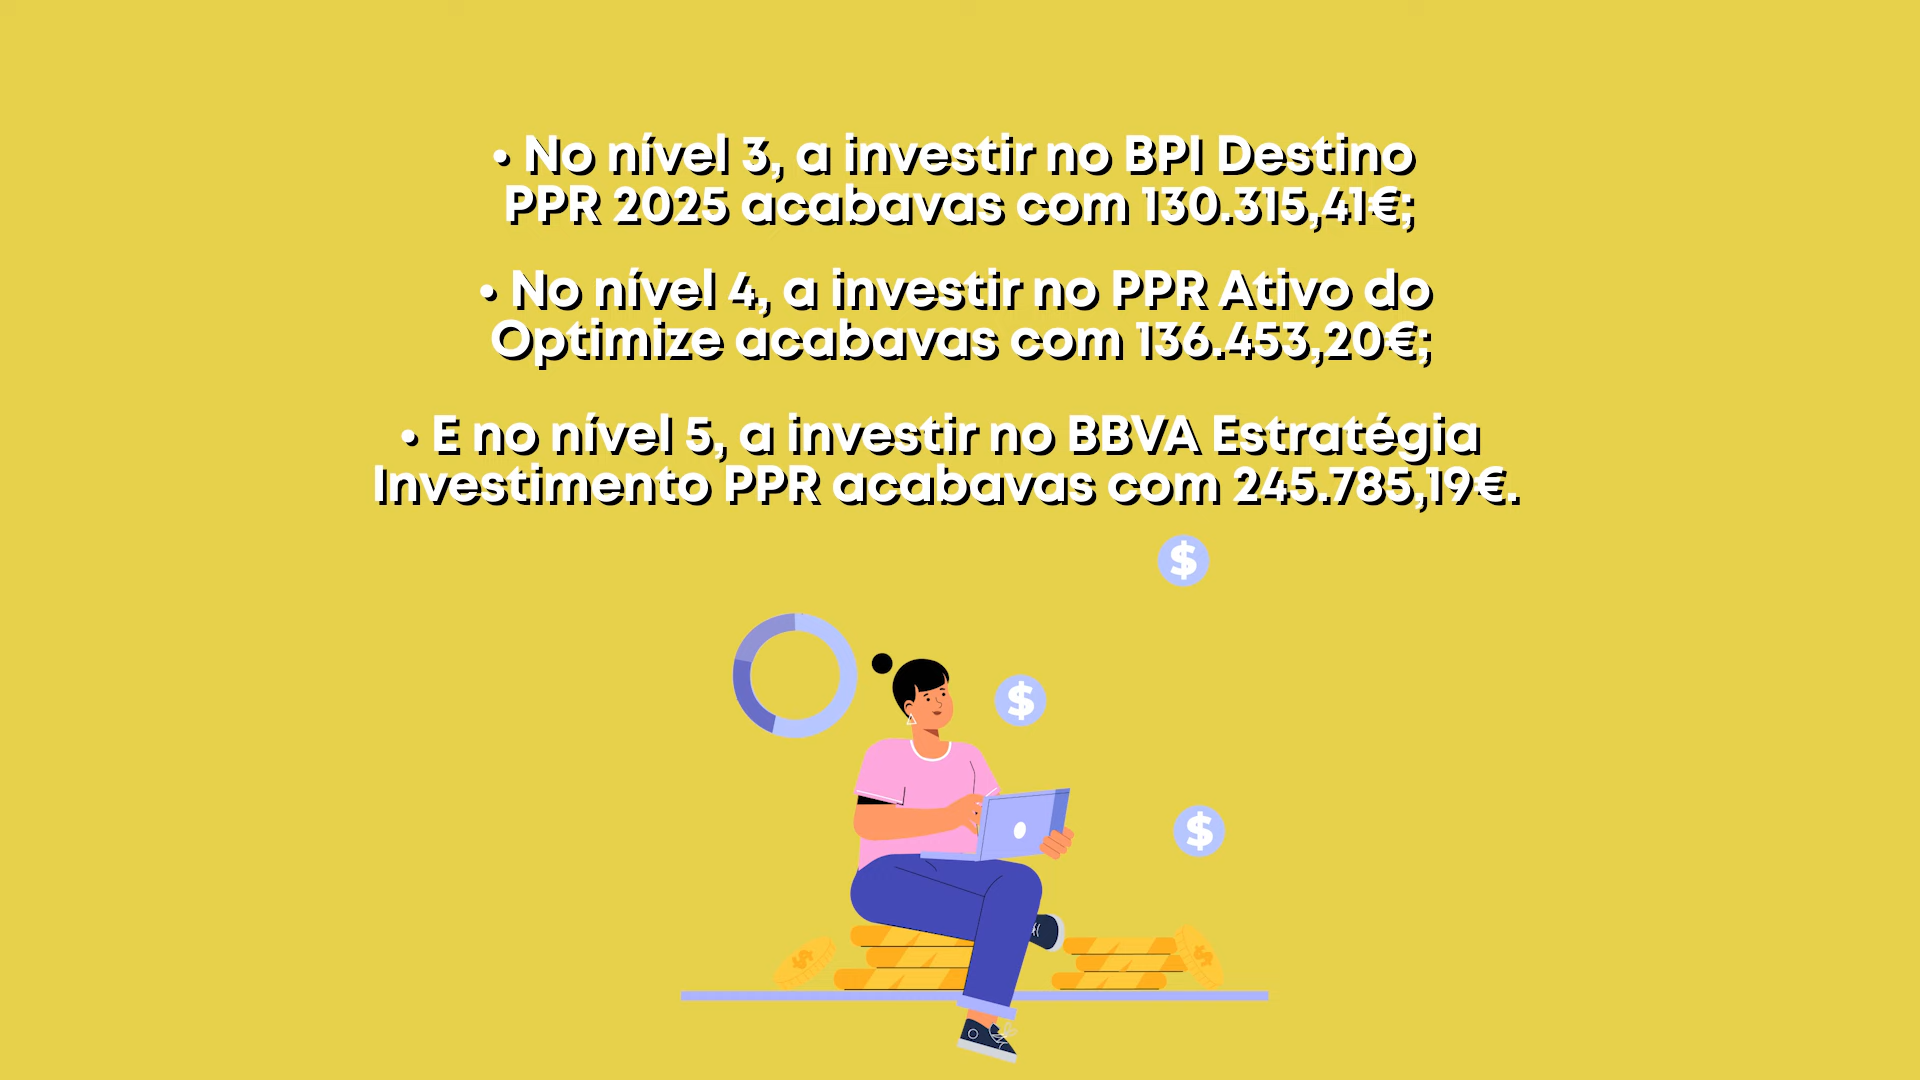 • No nível 3, a investir no BPI Destino
PPR 2025 acabavas com 130.315,41€;
• No nível 4, a investir no PPR Ativo do
Optimize acabavas com 136.453,20€;
• E no nível 5, a investir no BBVA Estratégia
Investimento PPR acabavas com 245.785,19€.
$
$
$
$
$